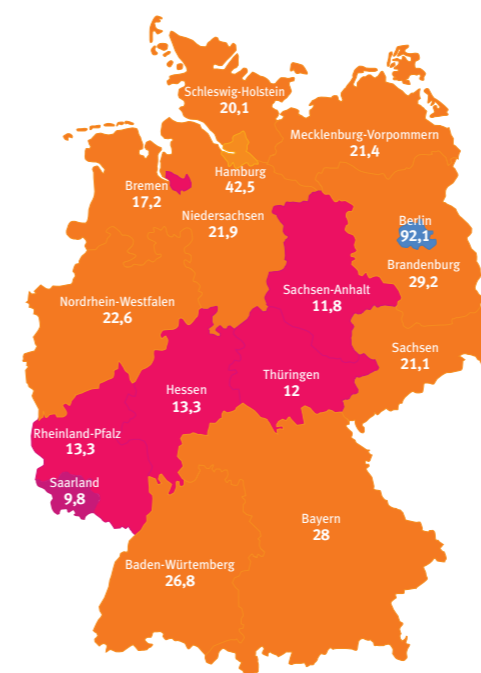 Schleswig-Holstein
20,1
Mecklenburg-Vorpommern
21,4
Hamburg
42,5
Bremen
17,2
Niedersachsen
21,9
Berlin
92,1
Brandenburg
29,2
Sachsen-Anhalt
11,8
Nordrhein-Westfalen
22,6
Sachsen
21,1
Thüringen
12
Hessen
13,3
Rheinland-Pfalz
13,3
Saarland
9,8
Bayern
28
Baden-Würtemberg
26,8